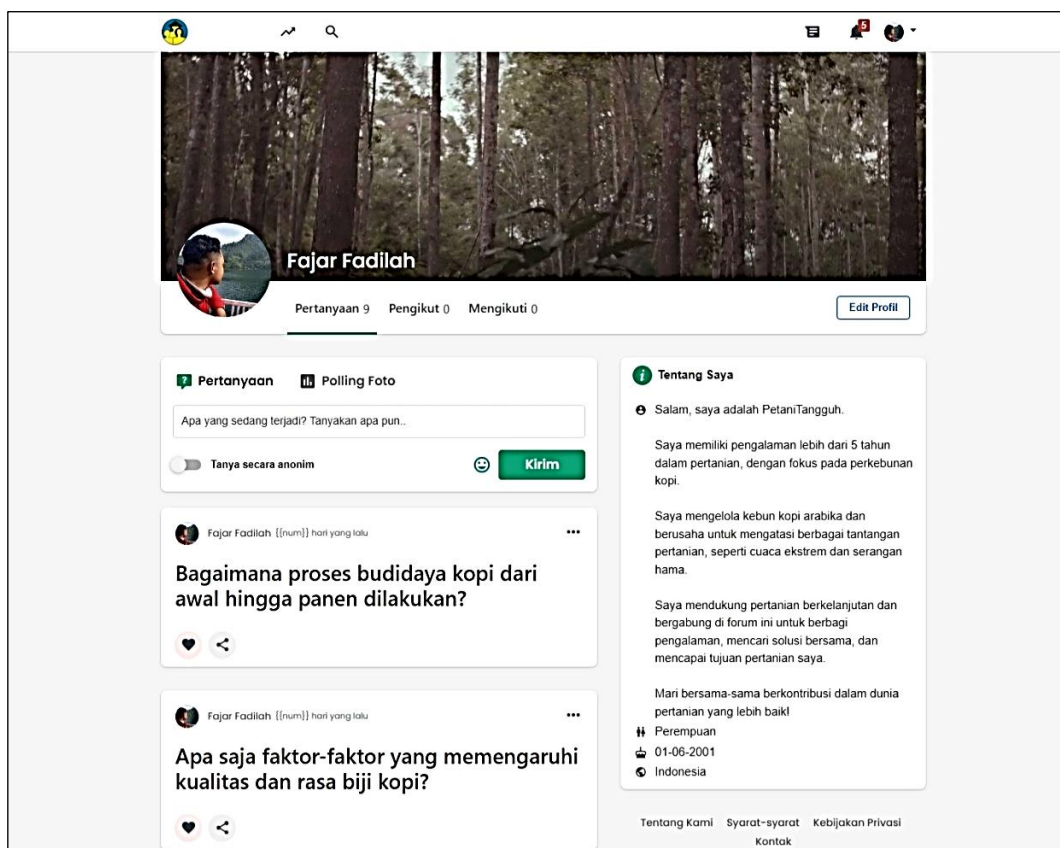 5
Fajar Fadilah
Pertanyaan 9 Pengikut 0 Mengikuti 0
Edit Profil
Pertanyaan Polling Foto
Apa yang sedang terjadi? Tanyakan apa pun..
Tanya secara anonim
Kirim
Fajar Fadilah {{num}} hari yang lalu
Bagaimana proses budidaya kopi dari
awal hingga panen dilakukan?
Fajar Fadilah {{num}} hari yang lalu
Apa saja faktor-faktor yang memengaruhi
kualitas dan rasa biji kopi?
Tentang Saya
Salam, saya adalah PetaniTangguh.
Saya memiliki pengalaman lebih dari 5 tahun
dalam pertanian, dengan fokus pada perkebunan
kopi.
Saya mengelola kebun kopi arabika dan
berusaha untuk mengatasi berbagai tantangan
pertanian, seperti cuaca ekstrem dan serangan
hama.
Saya mendukung pertanian berkelanjutan dan
bergabung di forum ini untuk berbagi
pengalaman, mencari solusi bersama, dan
mencapai tujuan pertanian saya.
Mari bersama-sama berkontribusi dalam dunia
pertanian yang lebih baik!
Perempuan
01-06-2001
Indonesia
Tentang Kami Syarat-syarat Kebijakan Privasi
Kontak